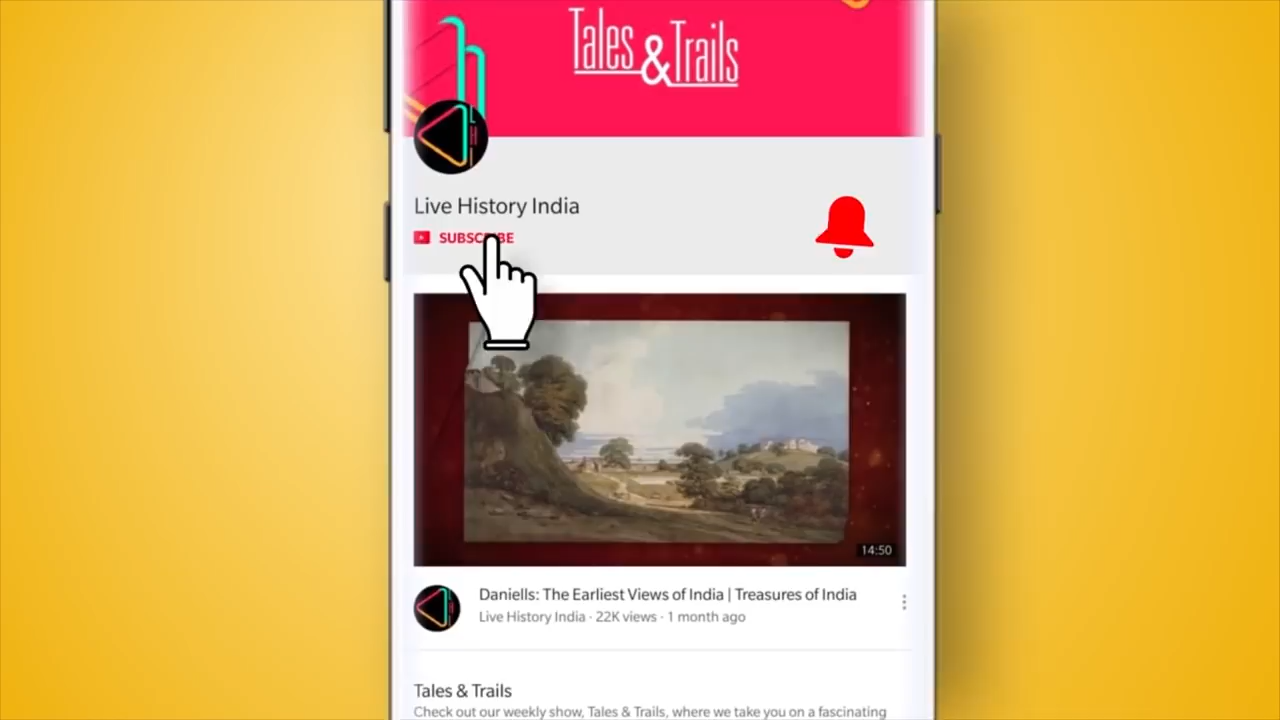 Tales & Trails
Live History India
SUBSCRIBE
14:50
Daniells: The Earliest Views of India | Treasures of India
Live History India · 22K views · 1 month ago
Tales & Trails
Check out our weekly show, Tales & Trails, where we take you on a fascinating